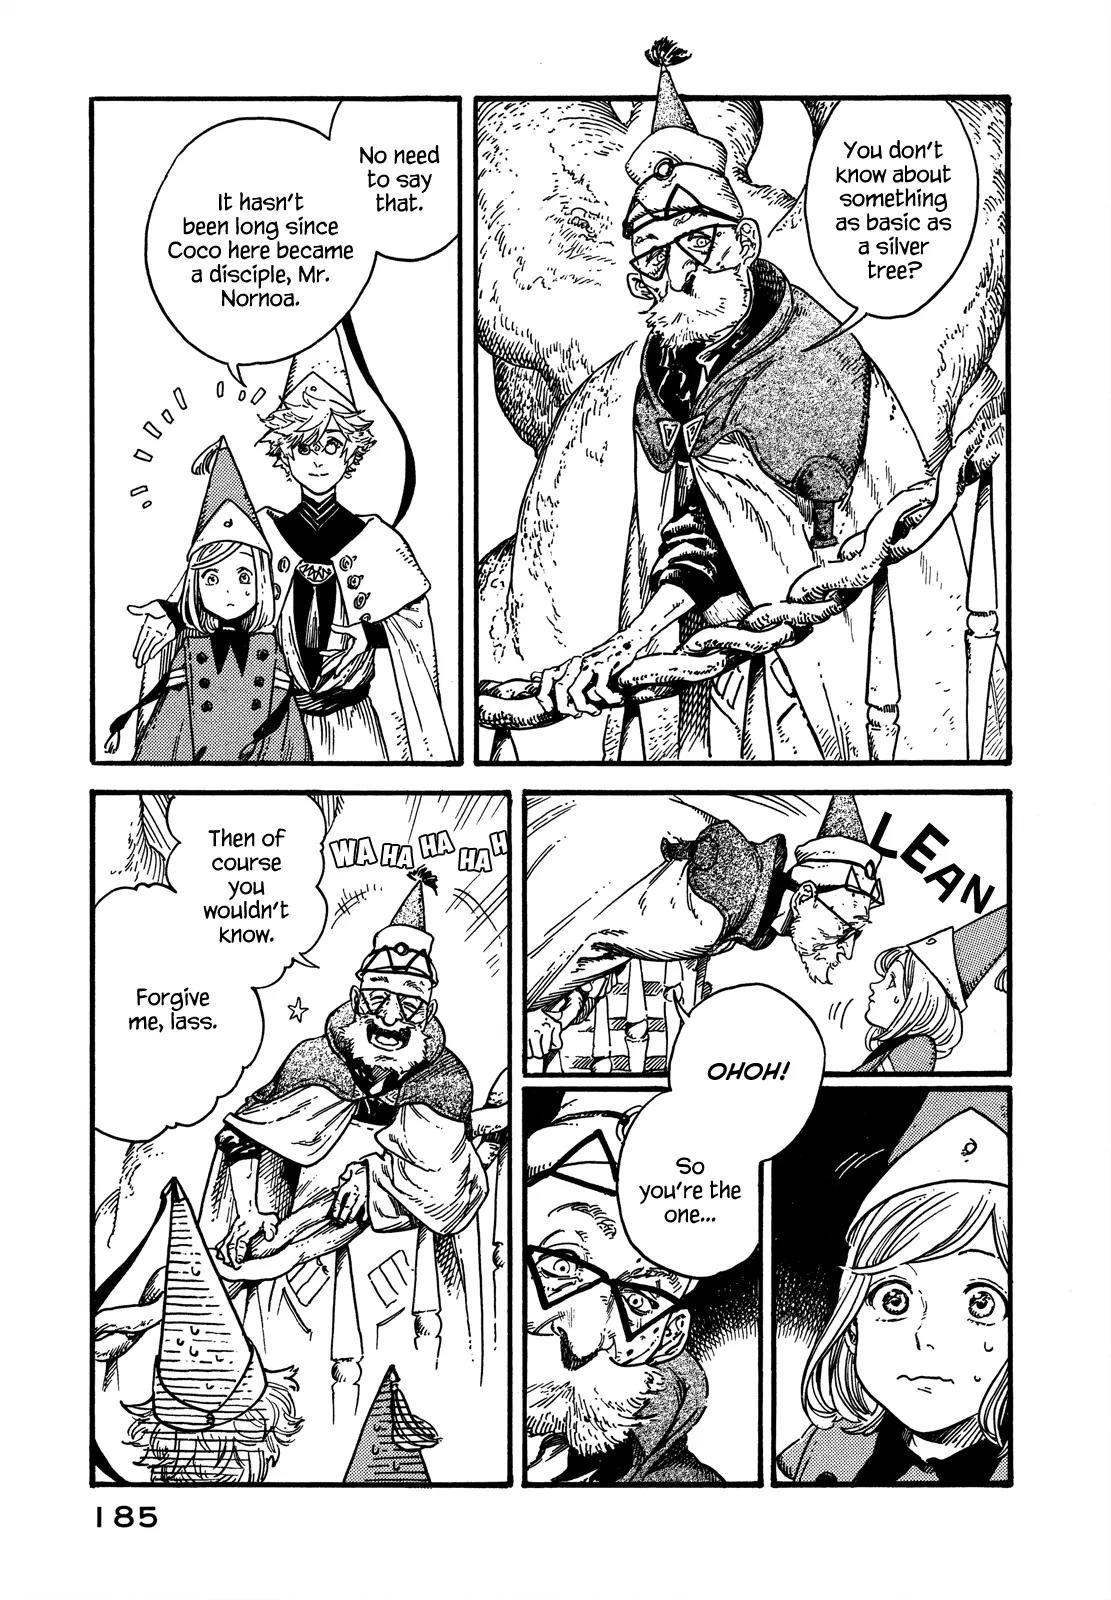 You don't
know about
something
as basic as
a silver
tree?
No need
to say
that.
It hasn't
been long since
Coco here became
a disciple, Mr.
Nornoa.
LEAN
OHOH!
So
you're the
one...
Then of
course
you
wouldn't
know.
Forgive
me, lass.
WA HA HA HA H
185